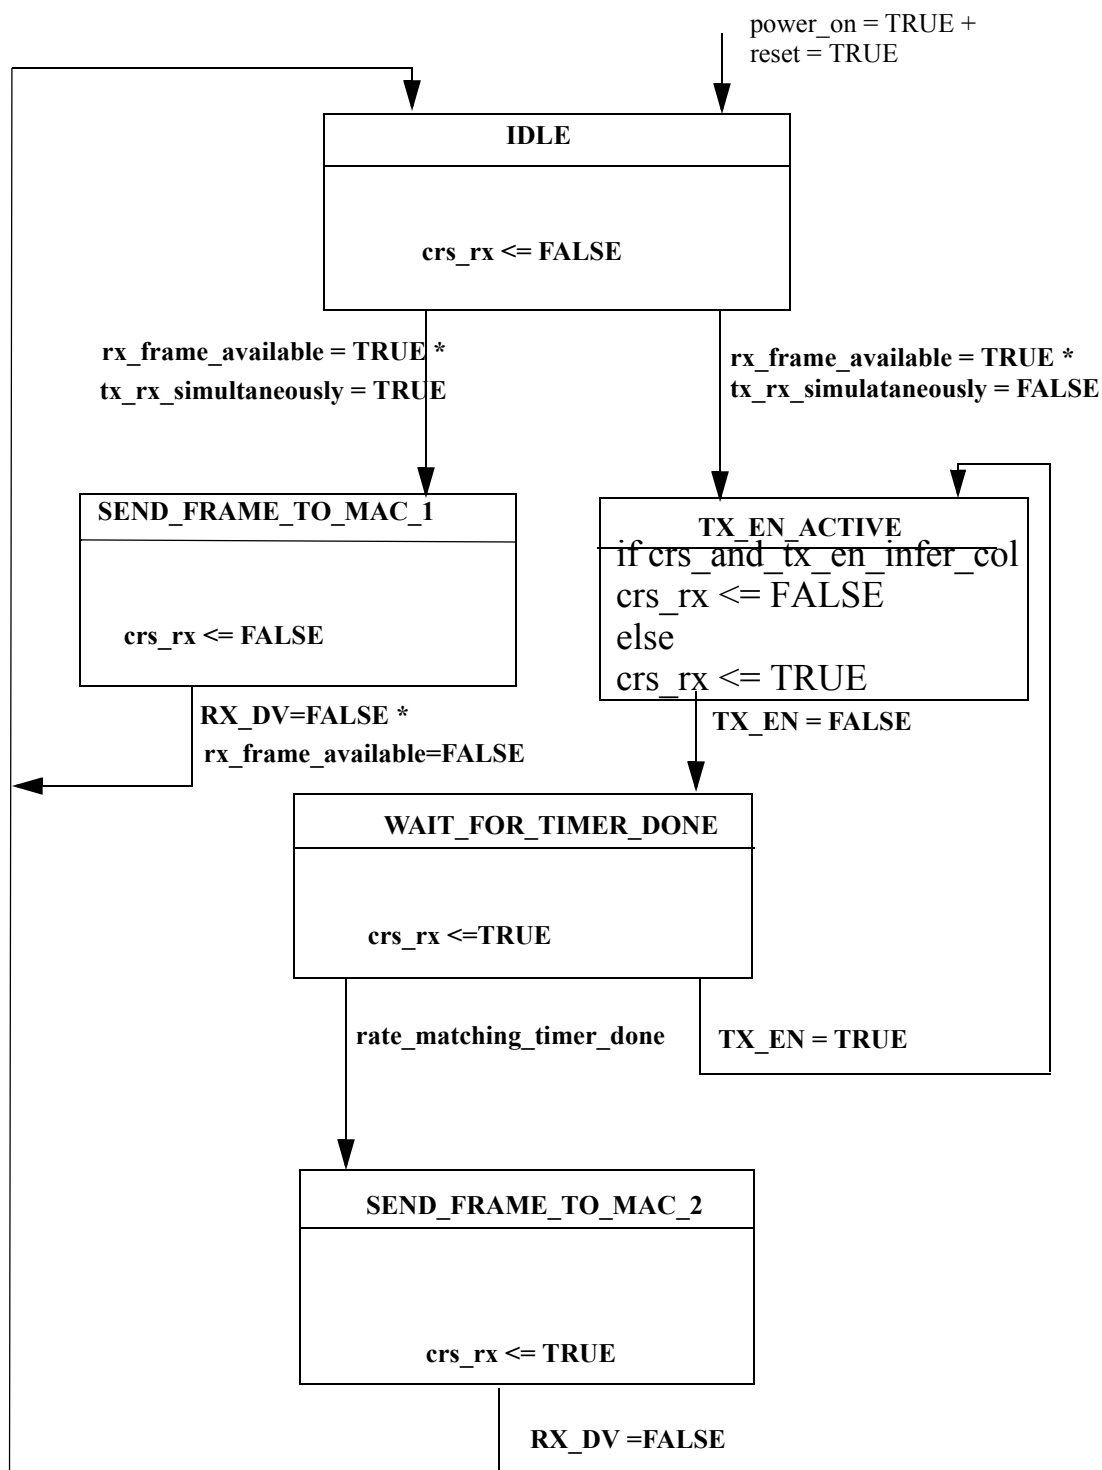 power_on = TRUE +
reset = TRUE
IDLE
crs_rx <= FALSE
rx_frame_available = TRUE *
tx_rx_simultaneously = TRUE
rx_frame_available = TRUE *
tx_rx_simulataneously = FALSE
SEND_FRAME_TO_MAC_1
crs_rx <= FALSE
TX_EN_ACTIVE
if crs_and_tx_en_infer_col
crs_rx <= FALSE
else
crs_rx <= TRUE
RX_DV=FALSE *
rx_frame_available=FALSE
TX_EN = FALSE
WAIT_FOR_TIMER_DONE
crs_rx <=TRUE
rate_matching_timer_done
TX_EN = TRUE
SEND_FRAME_TO_MAC_2
crs_rx <= TRUE
RX_DV =FALSE